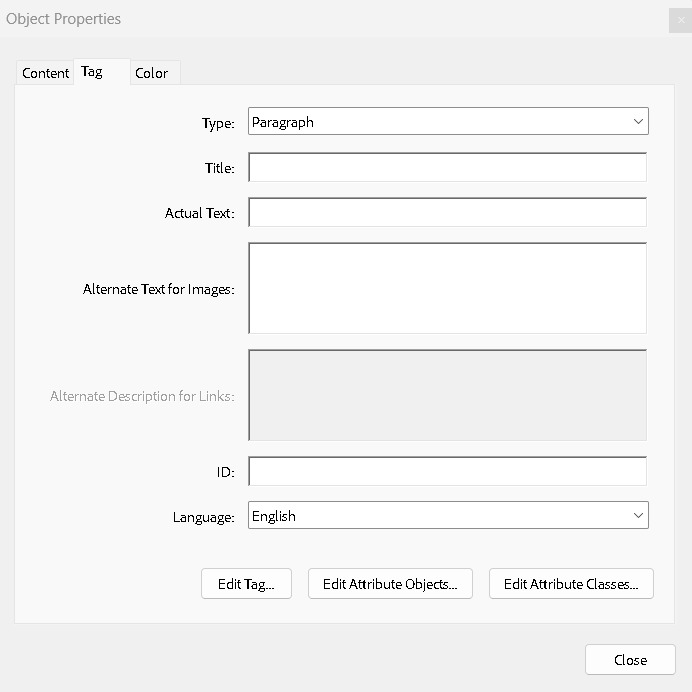 Object Properties
Content Tag Color
Type: Paragraph
Title:
Actual Text:
Alternate Text for Images:
Alternate Description for Links:
ID:
Language: English
Edit Tag... Edit Attribute Objects... Edit Attribute Classes...
Close